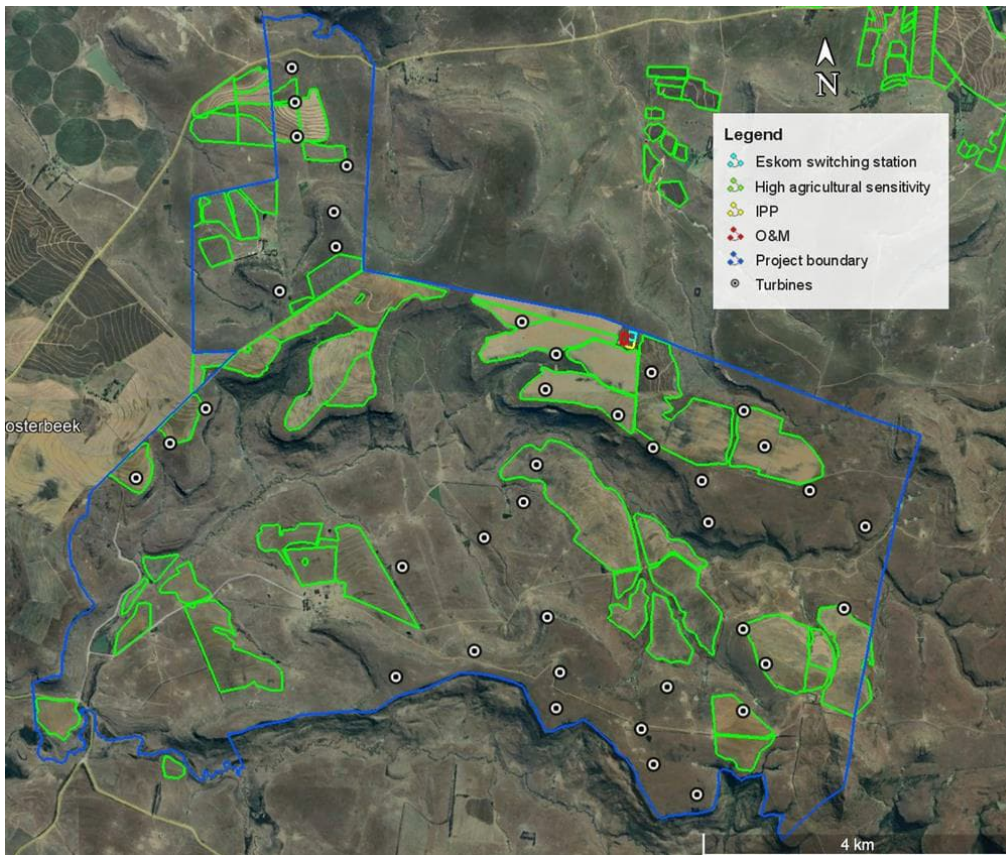 N
Legend
Eskom switching station
High agricultural sensitivity
IPP
O&M
Project boundary
Turbines
osterbeek
4 km